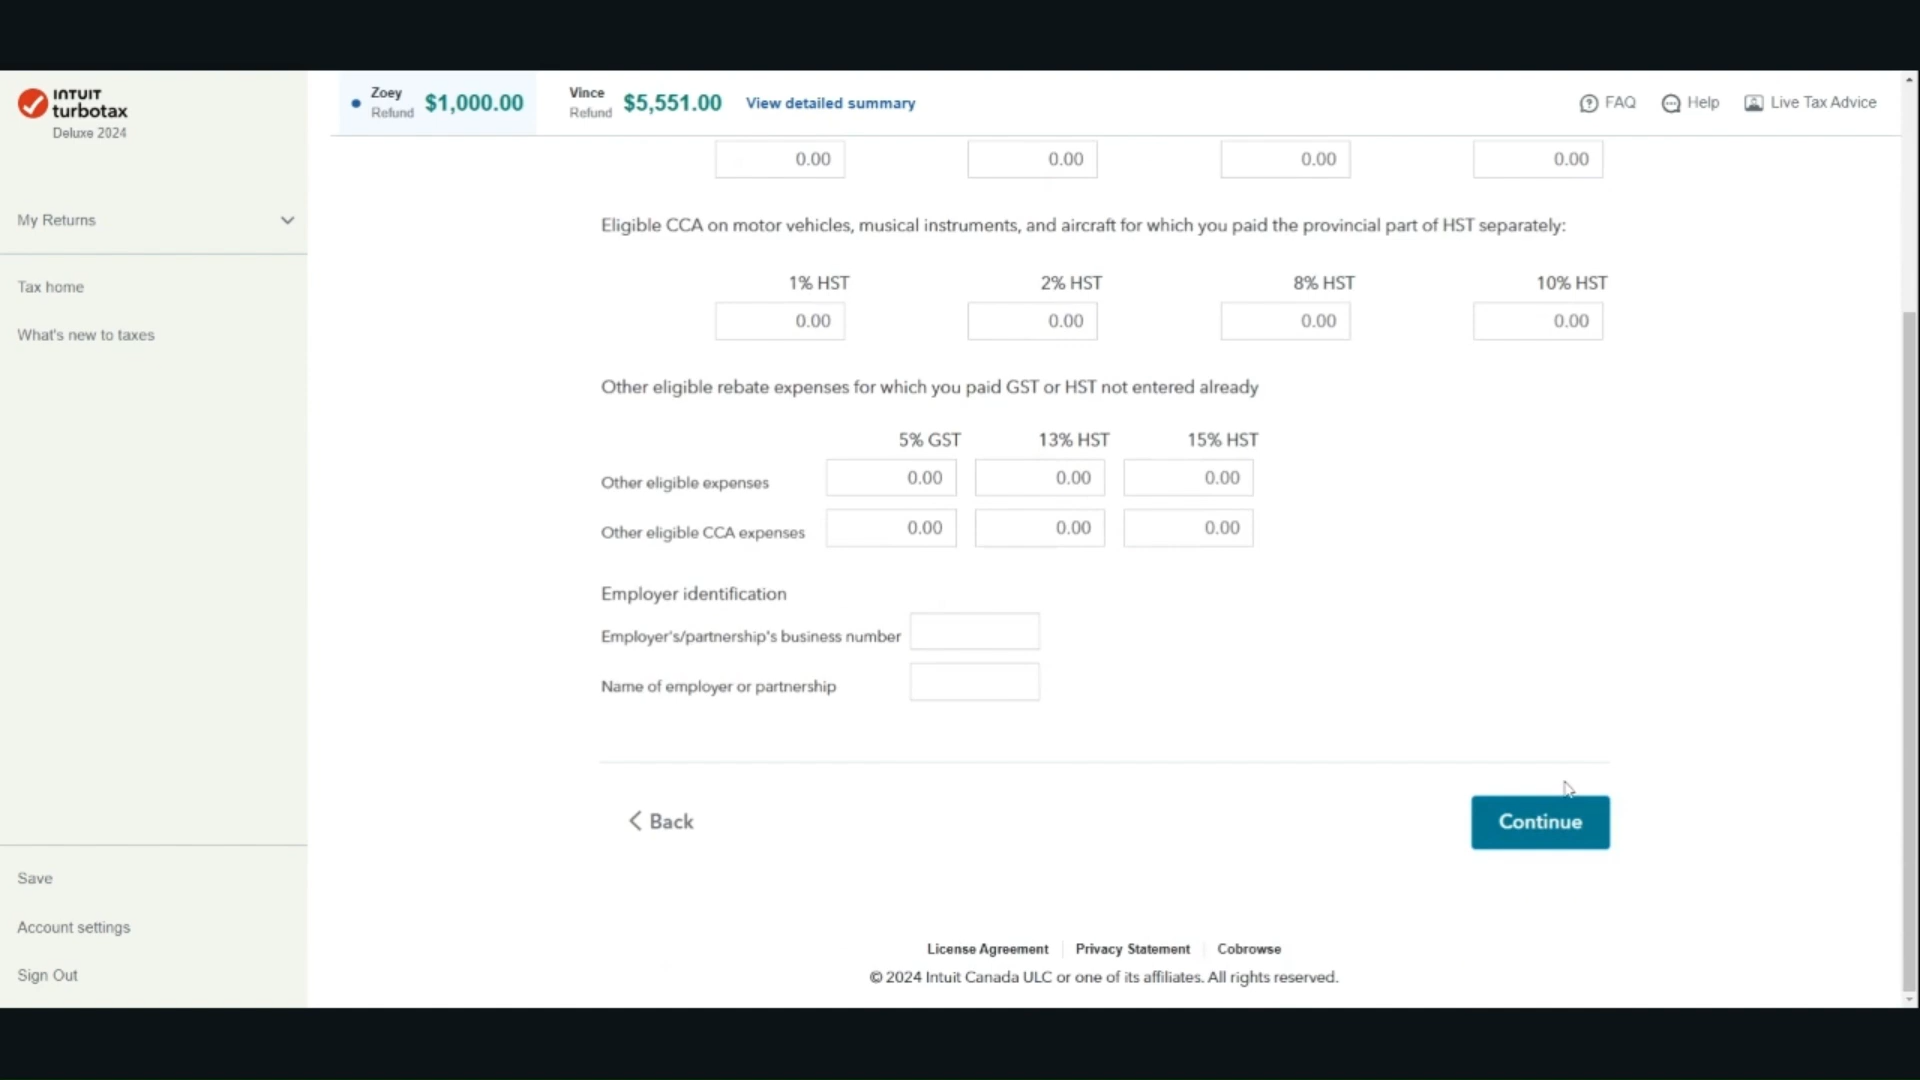 INTUIT
turbotax
Deluxe 2024
My Returns
Tax home
What's new to taxes
Save
Account settings
Sign Out
Zoey
Refund $1,000.00
Vince
Refund $5,551.00
View detailed summary
FAQ
Help
Live Tax Advice
0.00 0.00 0.00 0.00
Eligible CCA on motor vehicles, musical instruments, and aircraft for which you paid the provincial part of HST separately:
1% HST 2% HST 8% HST 10% HST
0.00 0.00 0.00 0.00
Other eligible rebate expenses for which you paid GST or HST not entered already
5% GST 13% HST 15% HST
Other eligible expenses 0.00 0.00 0.00
Other eligible CCA expenses 0.00 0.00 0.00
Employer identification
Employer's/partnership's business number
Name of employer or partnership
Back
Continue
License Agreement Privacy Statement Cobrowse
© 2024 Intuit Canada ULC or one of its affiliates. All rights reserved.